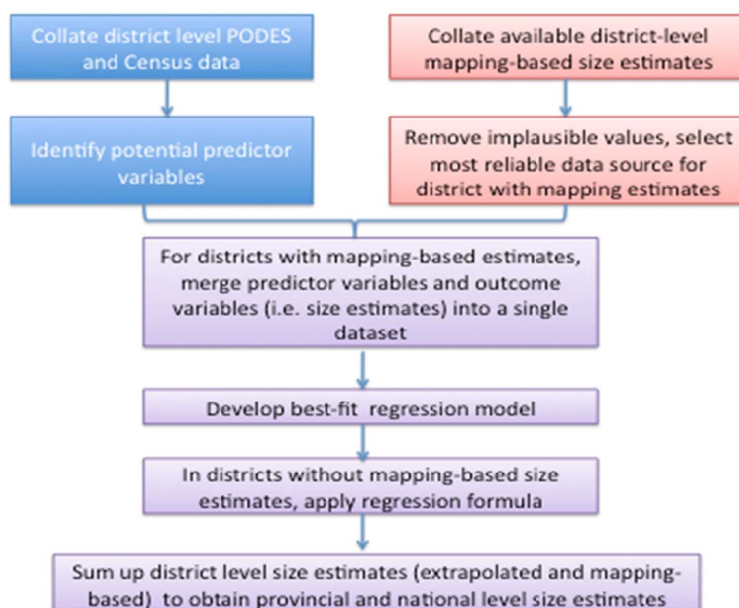 Collate district level PODES
and Census data
Collate available district-level
mapping-based size estimates
Identify potential predictor
variables
Remove implausible values, select
most reliable data source for
district with mapping estimates
For districts with mapping-based estimates,
merge predictor variables and outcome
variables (i.e. size estimates) into a single
dataset
Develop best-fit regression model
In districts without mapping-based size
estimates, apply regression formula
Sum up district level size estimates (extrapolated and mapping-
based) to obtain provincial and national level size estimates